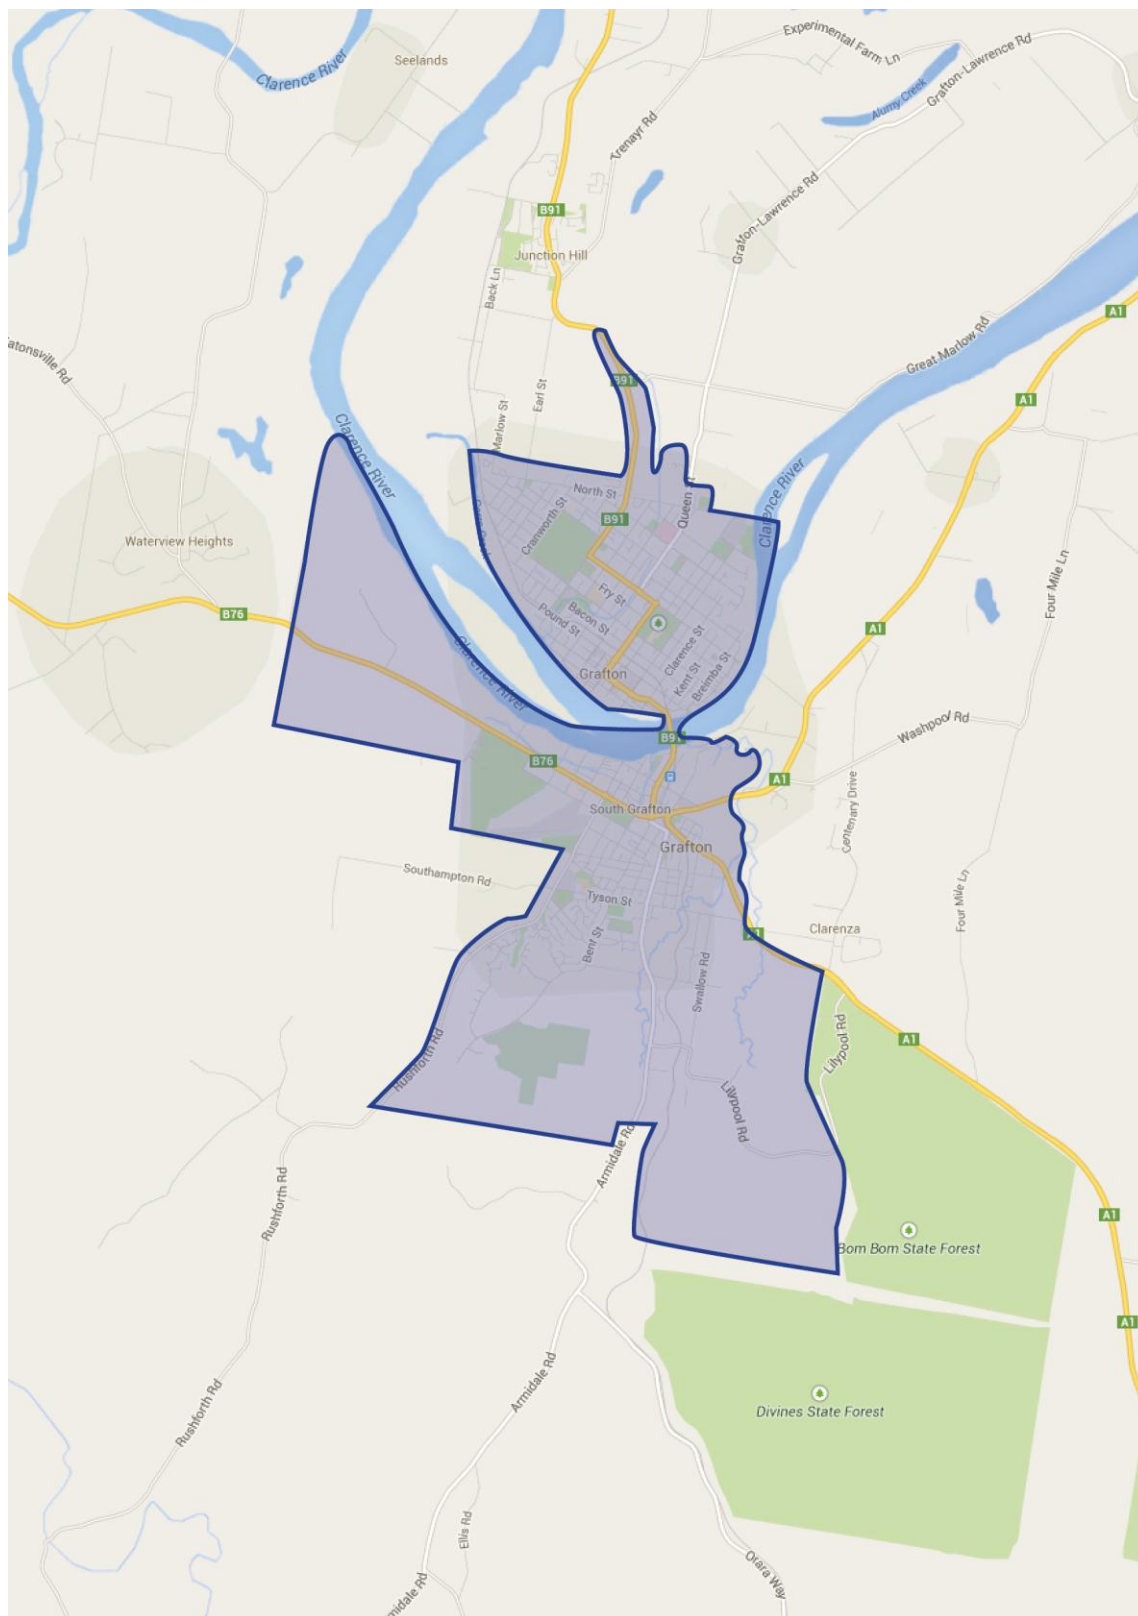 Experimental Farm Ln
Grafton-Lawrence Rd
Seelands
Clarence River
Alumy Creek
Trenayr Rd
Grafton-Lawrence Rd
B91
Junction Hill
Back Ln
A1
Great Marlow Rd
B91
Earl St
A1
Marlow St
Clarence River
Clarence River
North St
Queen St
B91
Cranworth St
Waterview Heights
Four Mile Ln
B76
Fry St
Bacon St
Pound St
A1
Clarence St
Clarence River
Grafton
Kent St
Breimba St
Washpool Rd
B91
B76
A1
South Grafton
Centenary Drive
Grafton
Southampton Rd
Tyson St
Four Mile Ln
Bent St
A1
Clarenza
Swallow Rd
Rushforth Rd
Lilypool Rd
A1
Lilypool Rd
Armidale Rd
Rushforth Rd
A1
Bom Bom State Forest
A1
Armidale Rd
Rushforth Rd
Divines State Forest
Ellis Rd
Orara Way